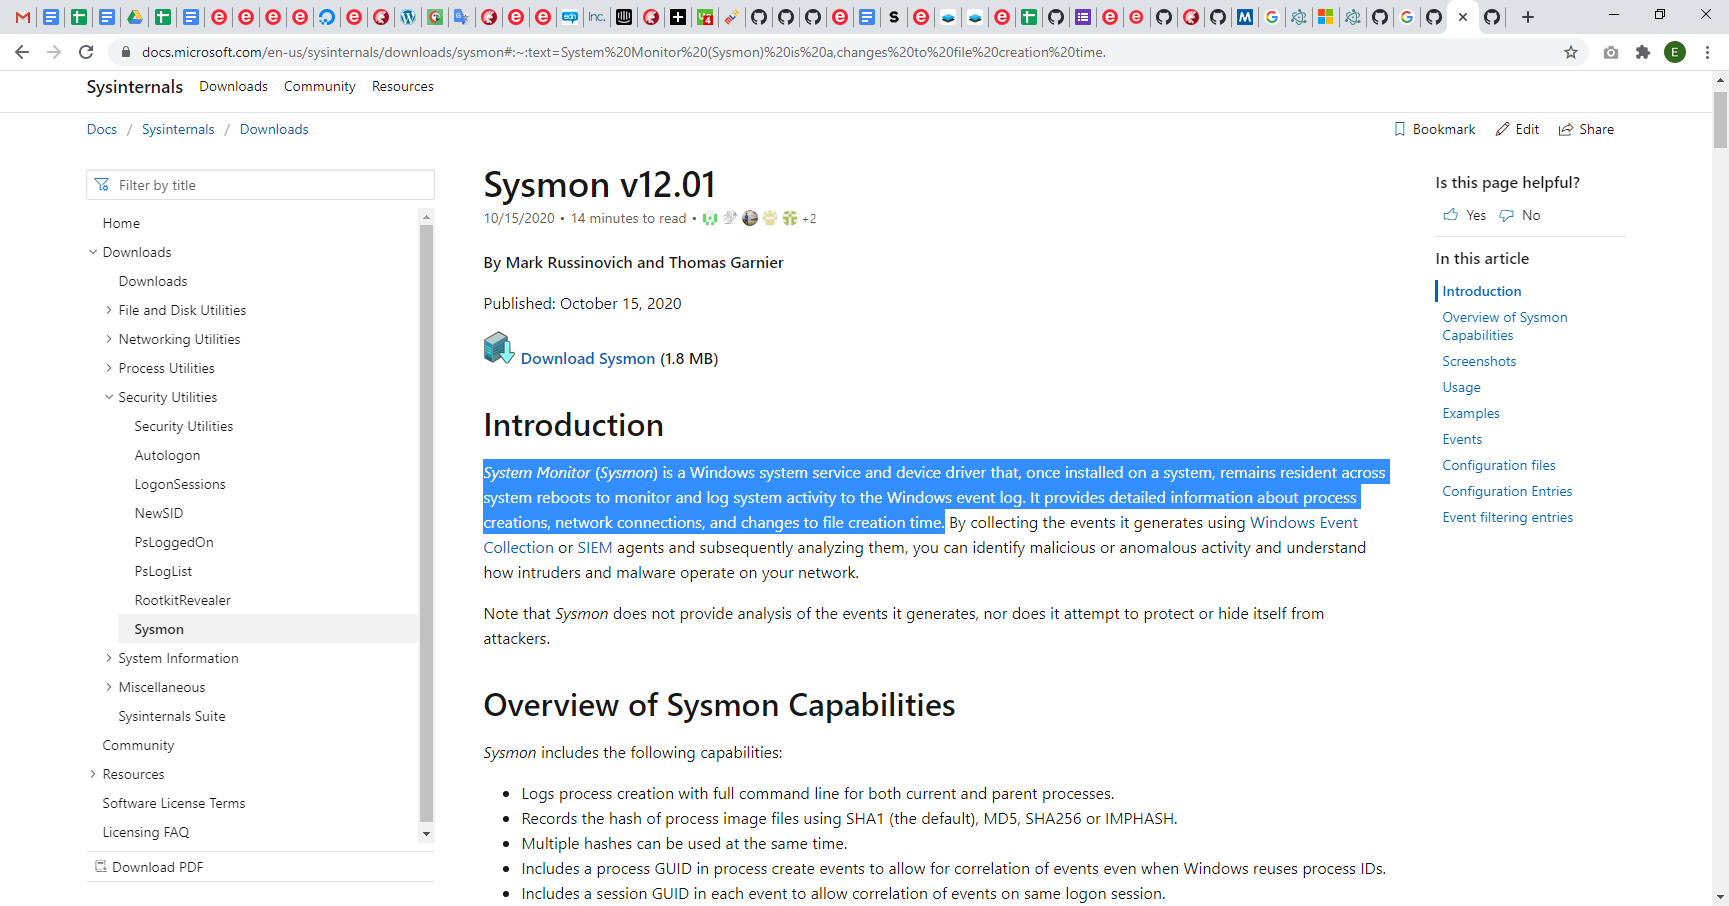 docs.microsoft.com/en-us/sysinternals/downloads/sysmon#:~:text=System%20Monitor%20(Sysmon)%20is%20a,changes%20to%20file%20creation%20time.
E
Sysinternals Downloads Community Resources
Docs / Sysinternals / Downloads
Bookmark Edit Share
Filter by title
Home
Downloads
Downloads
File and Disk Utilities
Networking Utilities
Process Utilities
Security Utilities
Security Utilities
Autologon
LogonSessions
NewSID
PsLoggedOn
PsLogList
RootkitRevealer
Sysmon
System Information
Miscellaneous
Sysinternals Suite
Community
Resources
Software License Terms
Licensing FAQ
Download PDF
Sysmon v12.01
10/15/2020 • 14 minutes to read • +2
By Mark Russinovich and Thomas Garnier
Published: October 15, 2020
Download Sysmon (1.8 MB)
Introduction
System Monitor (Sysmon) is a Windows system service and device driver that, once installed on a system, remains resident across
system reboots to monitor and log system activity to the Windows event log. It provides detailed information about process
creations, network connections, and changes to file creation time. By collecting the events it generates using Windows Event
Collection or SIEM agents and subsequently analyzing them, you can identify malicious or anomalous activity and understand
how intruders and malware operate on your network.
Note that Sysmon does not provide analysis of the events it generates, nor does it attempt to protect or hide itself from
attackers.
Overview of Sysmon Capabilities
Sysmon includes the following capabilities:
• Logs process creation with full command line for both current and parent processes.
• Records the hash of process image files using SHA1 (the default), MD5, SHA256 or IMPHASH.
• Multiple hashes can be used at the same time.
• Includes a process GUID in process create events to allow for correlation of events even when Windows reuses process IDs.
• Includes a session GUID in each event to allow correlation of events on same logon session.
Is this page helpful?
Yes No
In this article
Introduction
Overview of Sysmon
Capabilities
Screenshots
Usage
Examples
Events
Configuration files
Configuration Entries
Event filtering entries